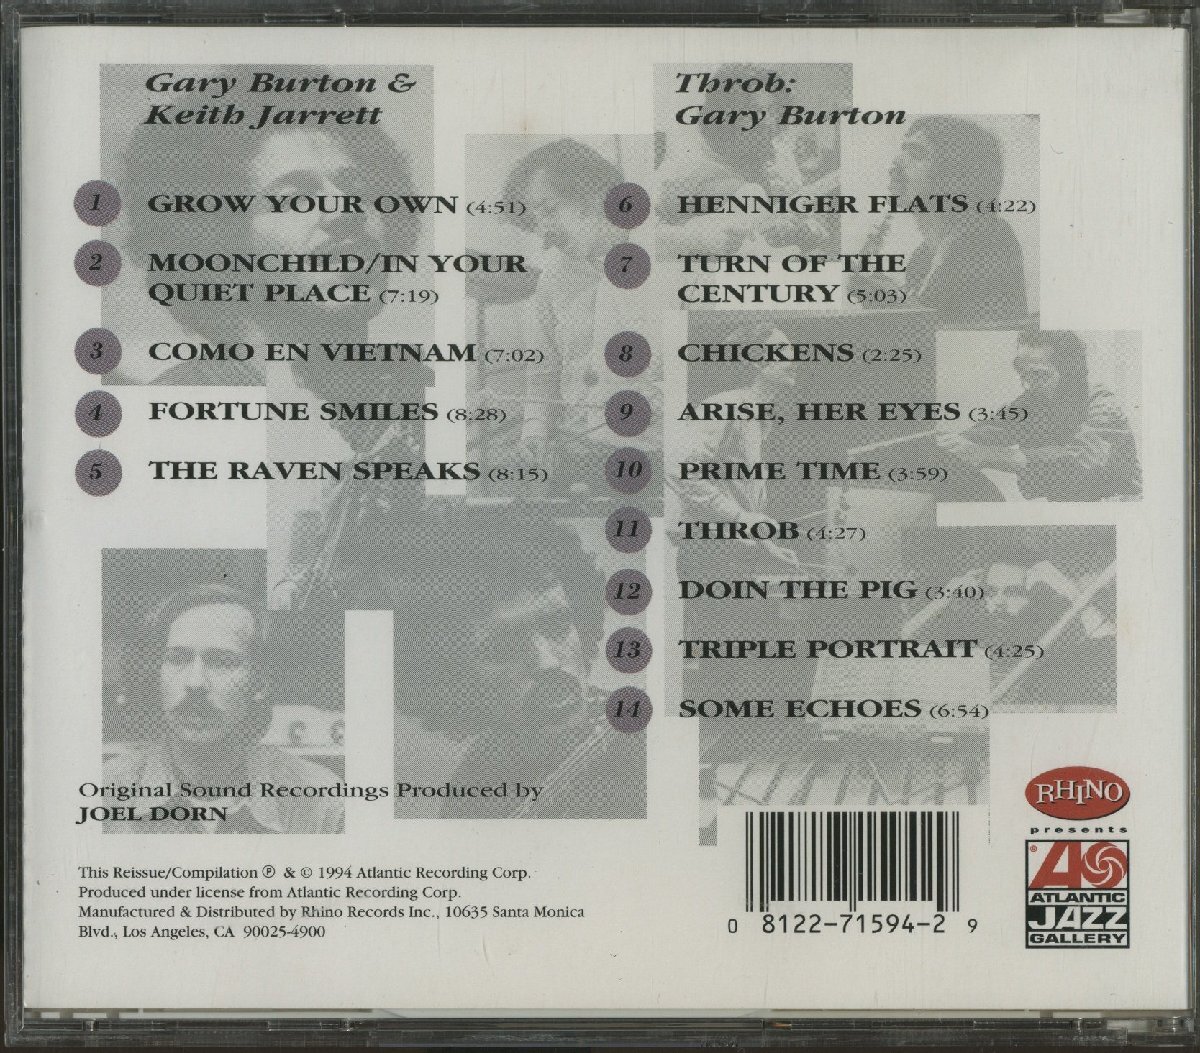 Gary Burton &
Keith Jarrett
1 GROW YOUR OWN (4:51)
2 MOONCHILD/IN YOUR
QUIET PLACE (7:19)
3 COMO EN VIETNAM (7:02)
4 FORTUNE SMILES (8:28)
5 THE RAVEN SPEAKS (8:15)
Throb:
Gary Burton
6 HENNIGER FLATS (4:22)
7 TURN OF THE
CENTURY (5:03)
8 CHICKENS (2:25)
9 ARISE, HER EYES (3:45)
10 PRIME TIME (3:59)
11 THROB (4:27)
12 DOIN THE PIG (3:40)
13 TRIPLE PORTRAIT (4:25)
14 SOME ECHOES (6:54)
Original Sound Recordings Produced by
JOEL DORN
This Reissue/Compilation ℗ & © 1994 Atlantic Recording Corp.
Produced under license from Atlantic Recording Corp.
Manufactured & Distributed by Rhino Records Inc., 10635 Santa Monica
Blvd., Los Angeles, CA 90025-4900
0 8122-71594-2 9
RHINO
presents
®
ATLANTIC
JAZZ
GALLERY